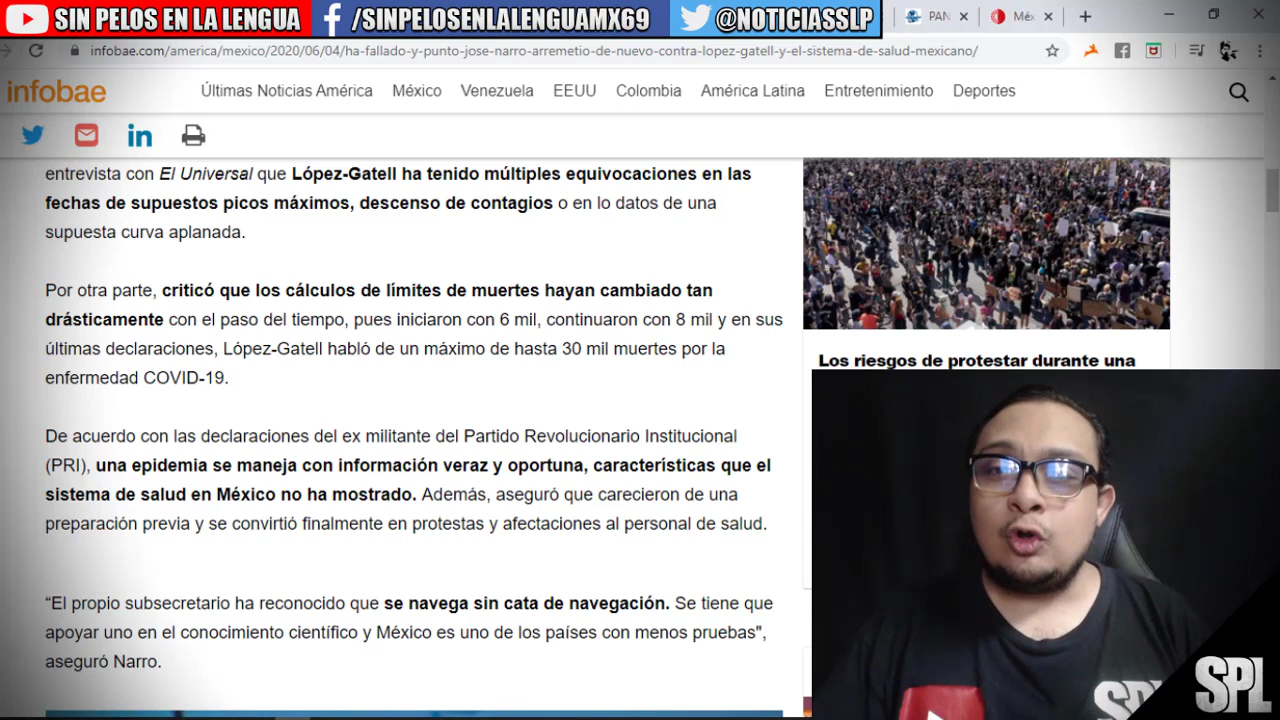 SIN PELOS EN LA LENGUA
/SINPELOSENLALENGUAMX69
@NOTICIASSLP
PAN
Méx
infobae.com/america/mexico/2020/06/04/ha-fallado-y-punto-jose-narro-arremetio-de-nuevo-contra-lopez-gatell-y-el-sistema-de-salud-mexicano/
infobae
Últimas Noticias América
México
Venezuela
EEUU
Colombia
América Latina
Entretenimiento
Deportes
entrevista con El Universal que López-Gatell ha tenido múltiples equivocaciones en las
fechas de supuestos picos máximos, descenso de contagios o en lo datos de una
supuesta curva aplanada.
Por otra parte, criticó que los cálculos de límites de muertes hayan cambiado tan
drásticamente con el paso del tiempo, pues iniciaron con 6 mil, continuaron con 8 mil y en sus
últimas declaraciones, López-Gatell habló de un máximo de hasta 30 mil muertes por la
enfermedad COVID-19.
De acuerdo con las declaraciones del ex militante del Partido Revolucionario Institucional
(PRI), una epidemia se maneja con información veraz y oportuna, características que el
sistema de salud en México no ha mostrado. Además, aseguró que carecieron de una
preparación previa y se convirtió finalmente en protestas y afectaciones al personal de salud.
“El propio subsecretario ha reconocido que se navega sin cata de navegación. Se tiene que
apoyar uno en el conocimiento científico y México es uno de los países con menos pruebas",
aseguró Narro.
Los riesgos de protestar durante una
SPL
SPL